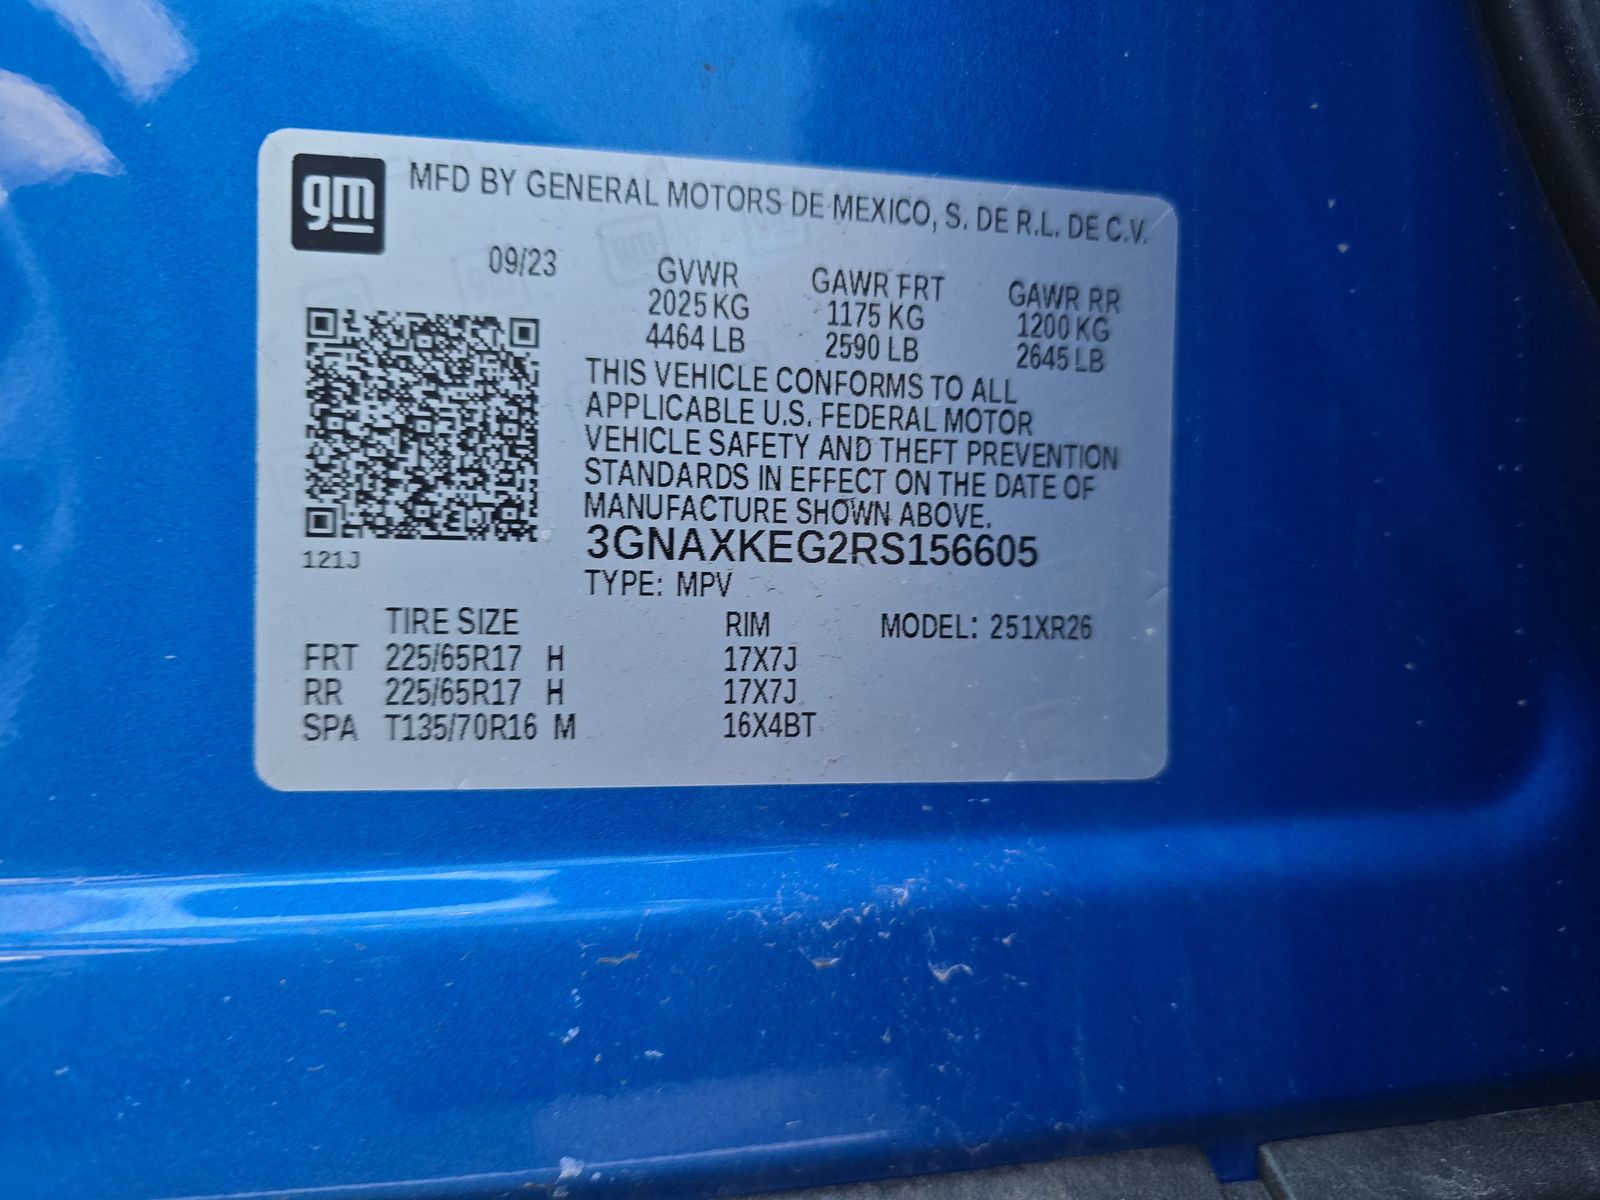 gm MFD BY GENERAL MOTORS DE MEXICO, S. DE R.L. DE C.V.
09/23 GVWR GAWR FRT GAWR RR
2025 KG 1175 KG 1200 KG
4464 LB 2590 LB 2645 LB
THIS VEHICLE CONFORMS TO ALL
APPLICABLE U.S. FEDERAL MOTOR
VEHICLE SAFETY AND THEFT PREVENTION
STANDARDS IN EFFECT ON THE DATE OF
MANUFACTURE SHOWN ABOVE.
121J 3GNAXKEG2RS156605
TYPE: MPV
TIRE SIZE RIM MODEL: 251XR26
FRT 225/65R17 H 17X7J
RR 225/65R17 H 17X7J
SPA T135/70R16 M 16X4BT